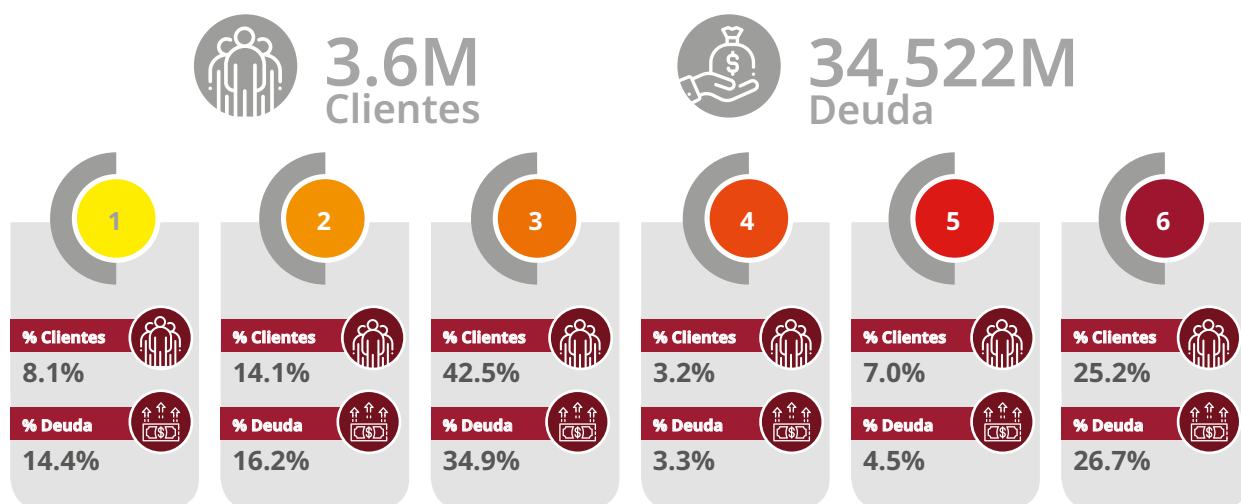 3.6M
Clientes
34,522M
Deuda
1
% Clientes
8.1%
% Deuda
14.4%
2
% Clientes
14.1%
% Deuda
16.2%
3
% Clientes
42.5%
% Deuda
34.9%
4
% Clientes
3.2%
% Deuda
3.3%
5
% Clientes
7.0%
% Deuda
4.5%
6
% Clientes
25.2%
% Deuda
26.7%